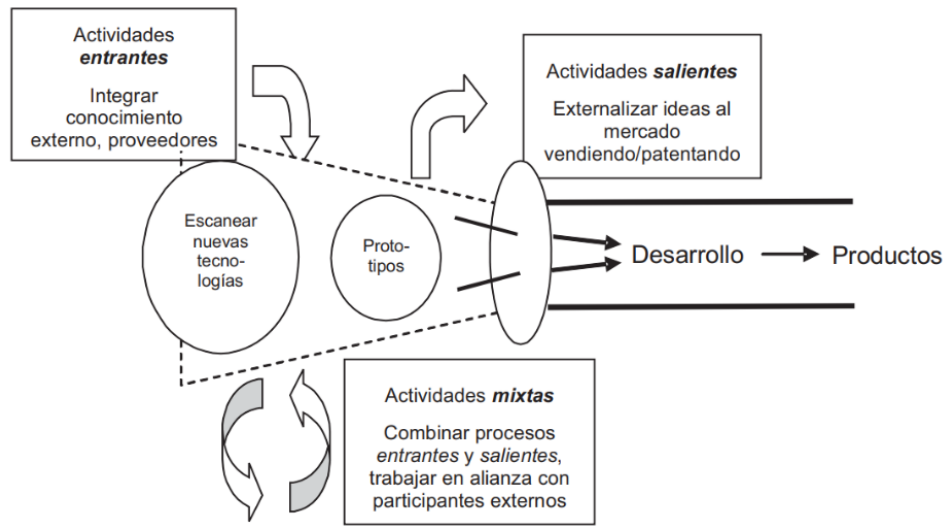 Actividades
entrantes
Integrar
conocimiento
externo, proveedores
Actividades salientes
Externalizar ideas al
mercado
vendiendo/patentando
Escanear
nuevas
tecno-
logías
Proto-
tipos
Desarrollo
Productos
Actividades mixtas
Combinar procesos
entrantes y salientes,
trabajar en alianza con
participantes externos